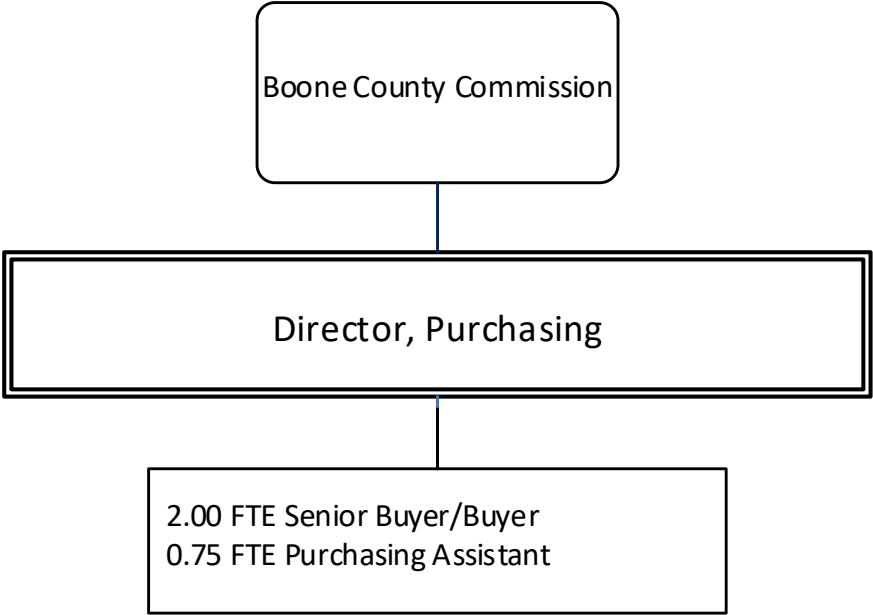 Boone County Commission
Director, Purchasing
2.00 FTE Senior Buyer/Buyer
0.75 FTE Purchasing Assistant